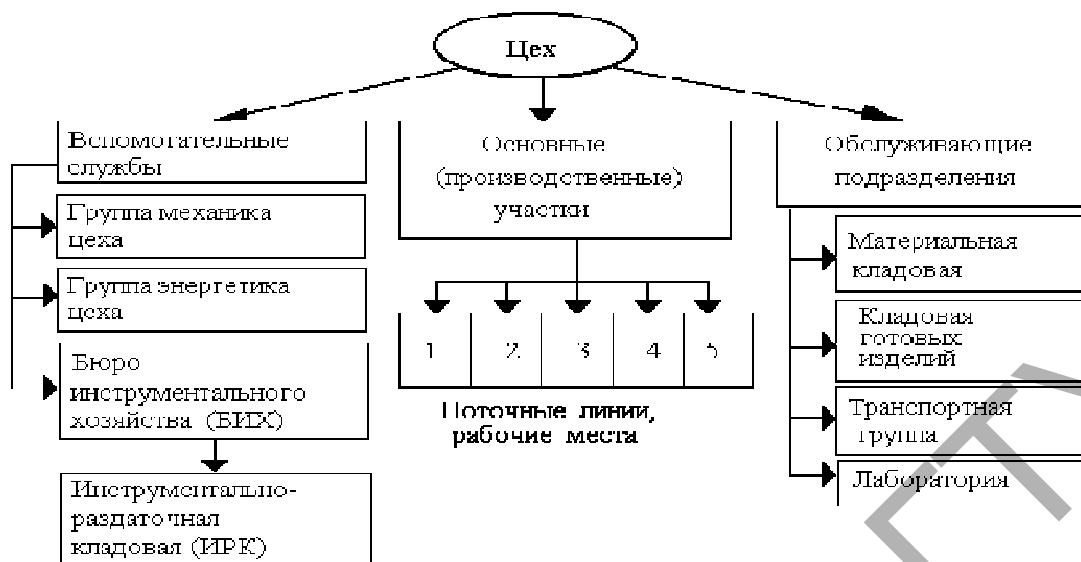 Цех
Вспомогательные
службы
Группа механика
цеха
Группа энергетика
цеха
Бюро
инструментального
хозяйства (БИХ)
Инструментально-
раздаточная
кладовая (ИРК)
Основные
(производственные)
участки
1 2 3 4 5
Поточные линии,
рабочие места
Обслуживающие
подразделения
Материальная
кладовая
Кладовая
готовых
изделий
Транспортная
группа
Лаборатория